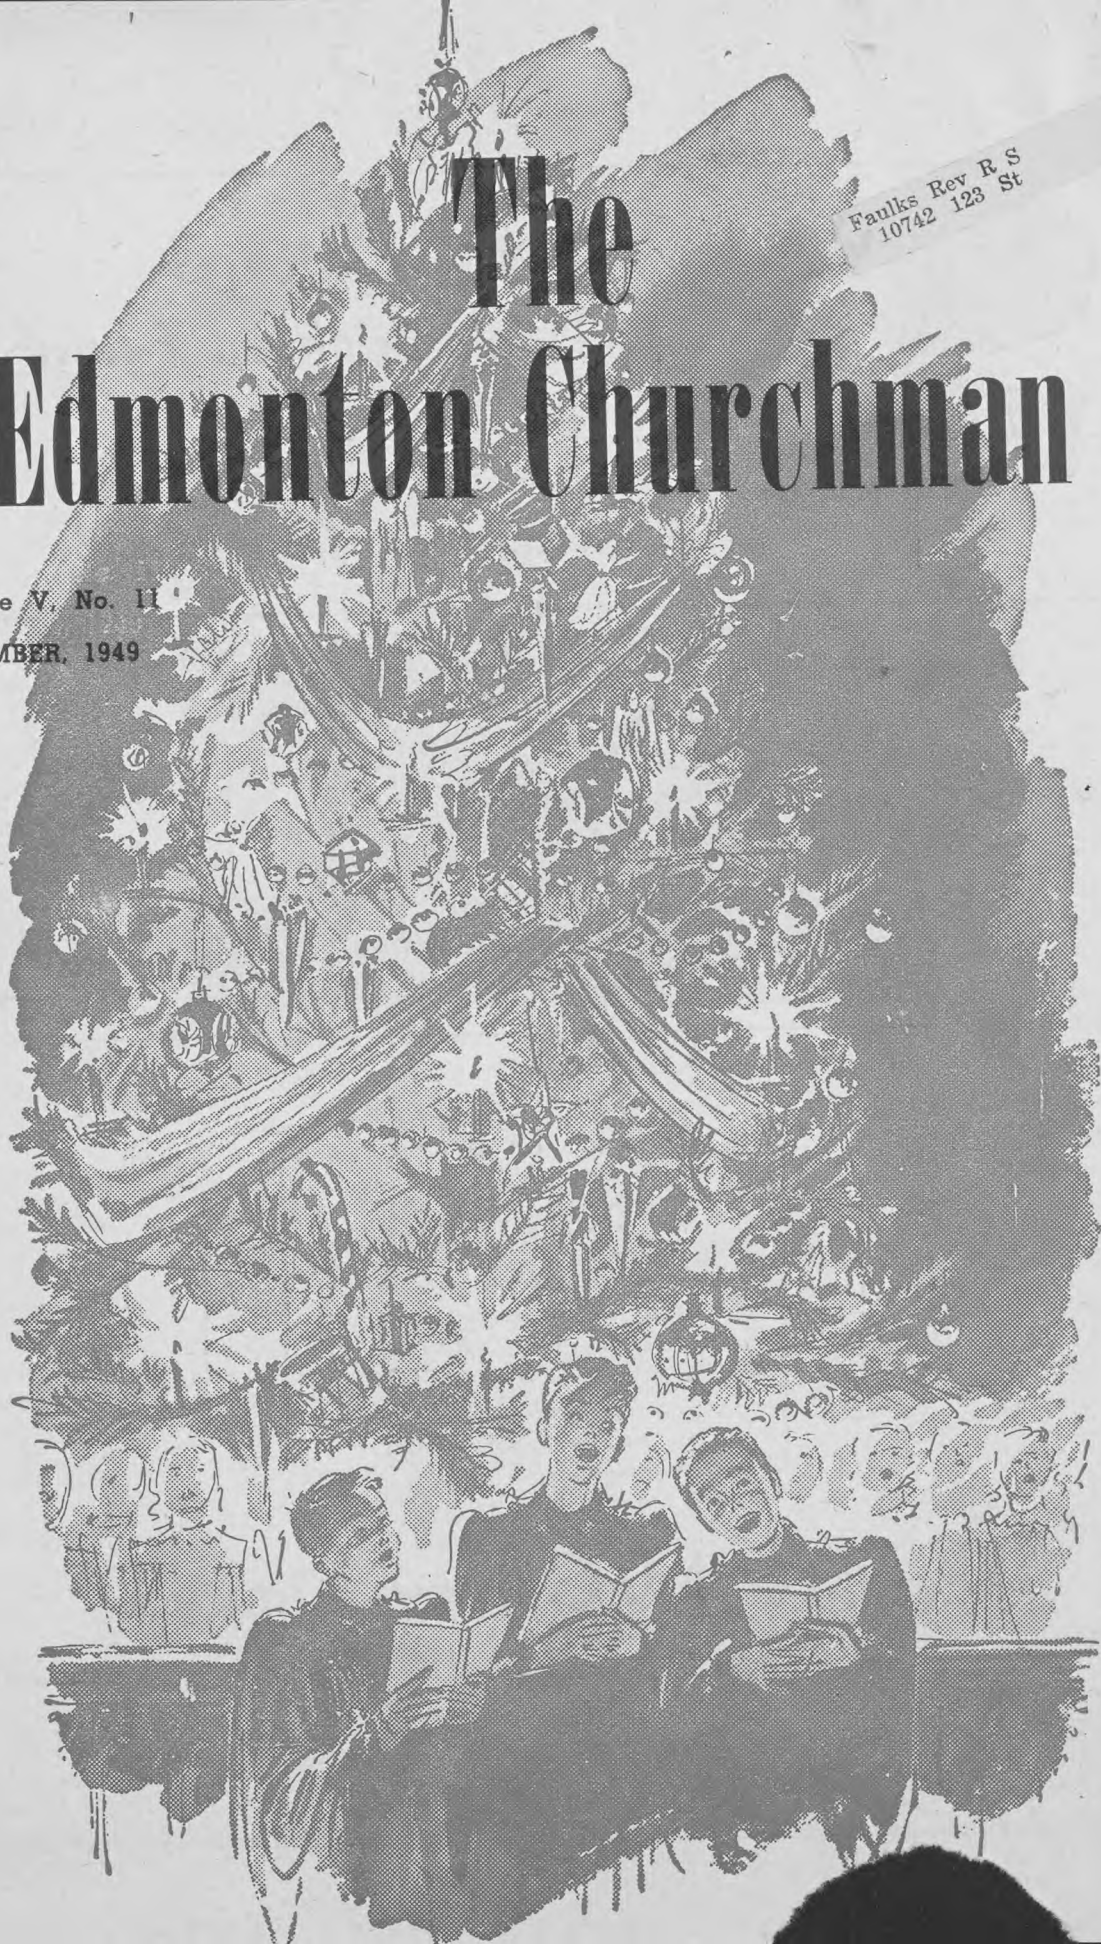 The
Faulks Rev R S
10742 123 St
Edmonton Churchman
e V, No. 11
MBER, 1949